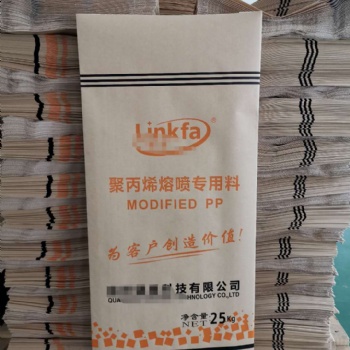 Linkfa
聚丙烯熔喷专用料
MODIFIED PP
为客户创造价值!
技有限公司
QUA HNOLOGY CO.,LTD
净含量
NET 25Kg